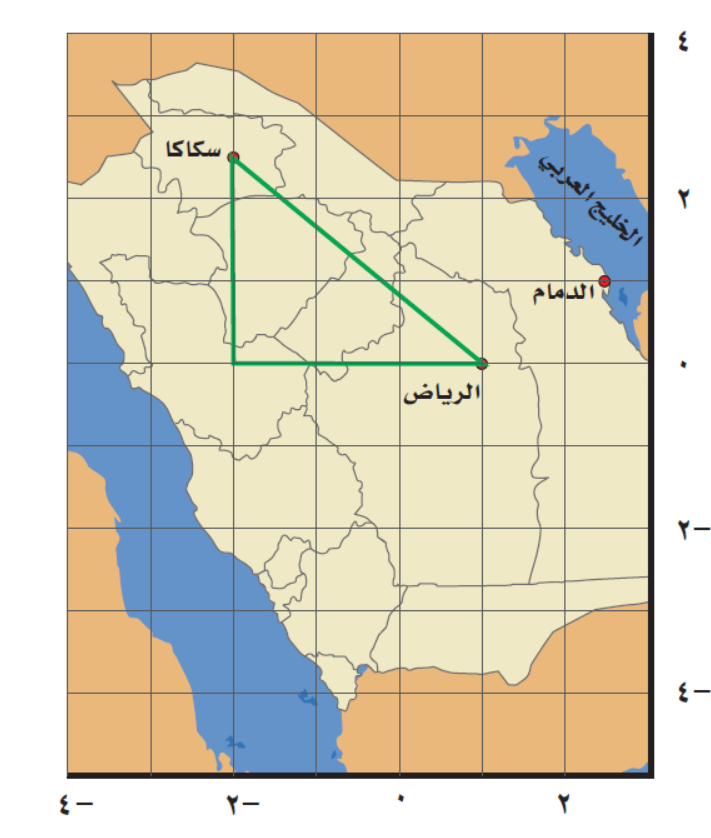 ٤
سكاكا
الخليج العربي
٢
الدمام
٠
الرياض
٢−
٤−
٤− ٢− ٠ ٢